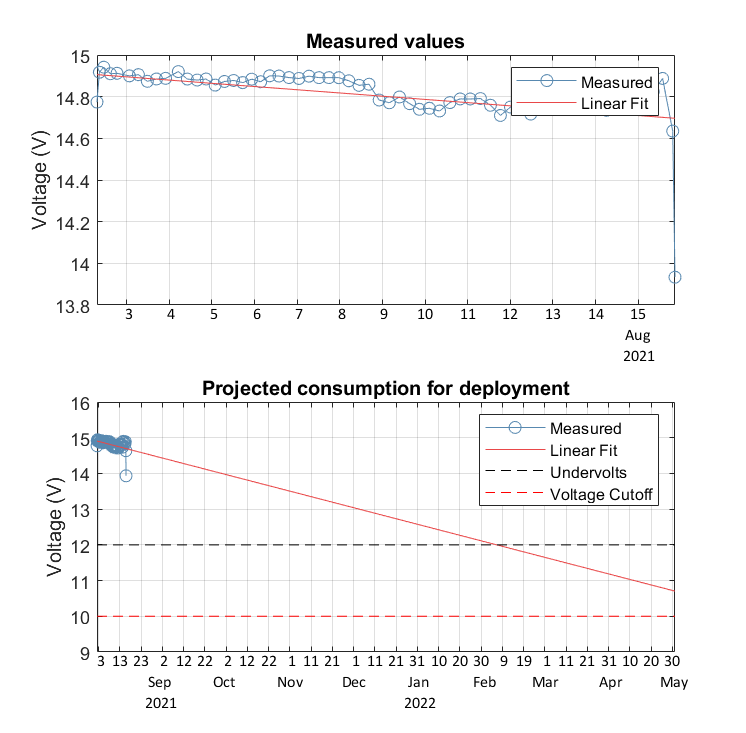 Measured values
15
14.8
14.6
14.4
14.2
14
13.8
Voltage (V)
Measured
Linear Fit
3 4 5 6 7 8 9 10 11 12 13 14 15
Aug
2021
Projected consumption for deployment
16
15
14
13
12
11
10
9
Voltage (V)
Measured
Linear Fit
Undervolts
Voltage Cutoff
3 13 23 2 12 22 2 12 22 1 11 21 1 11 21 31 10 20 30 9 19 1 11 21 31 10 20 30
Sep Oct Nov Dec Jan Feb Mar Apr May
2021 2022